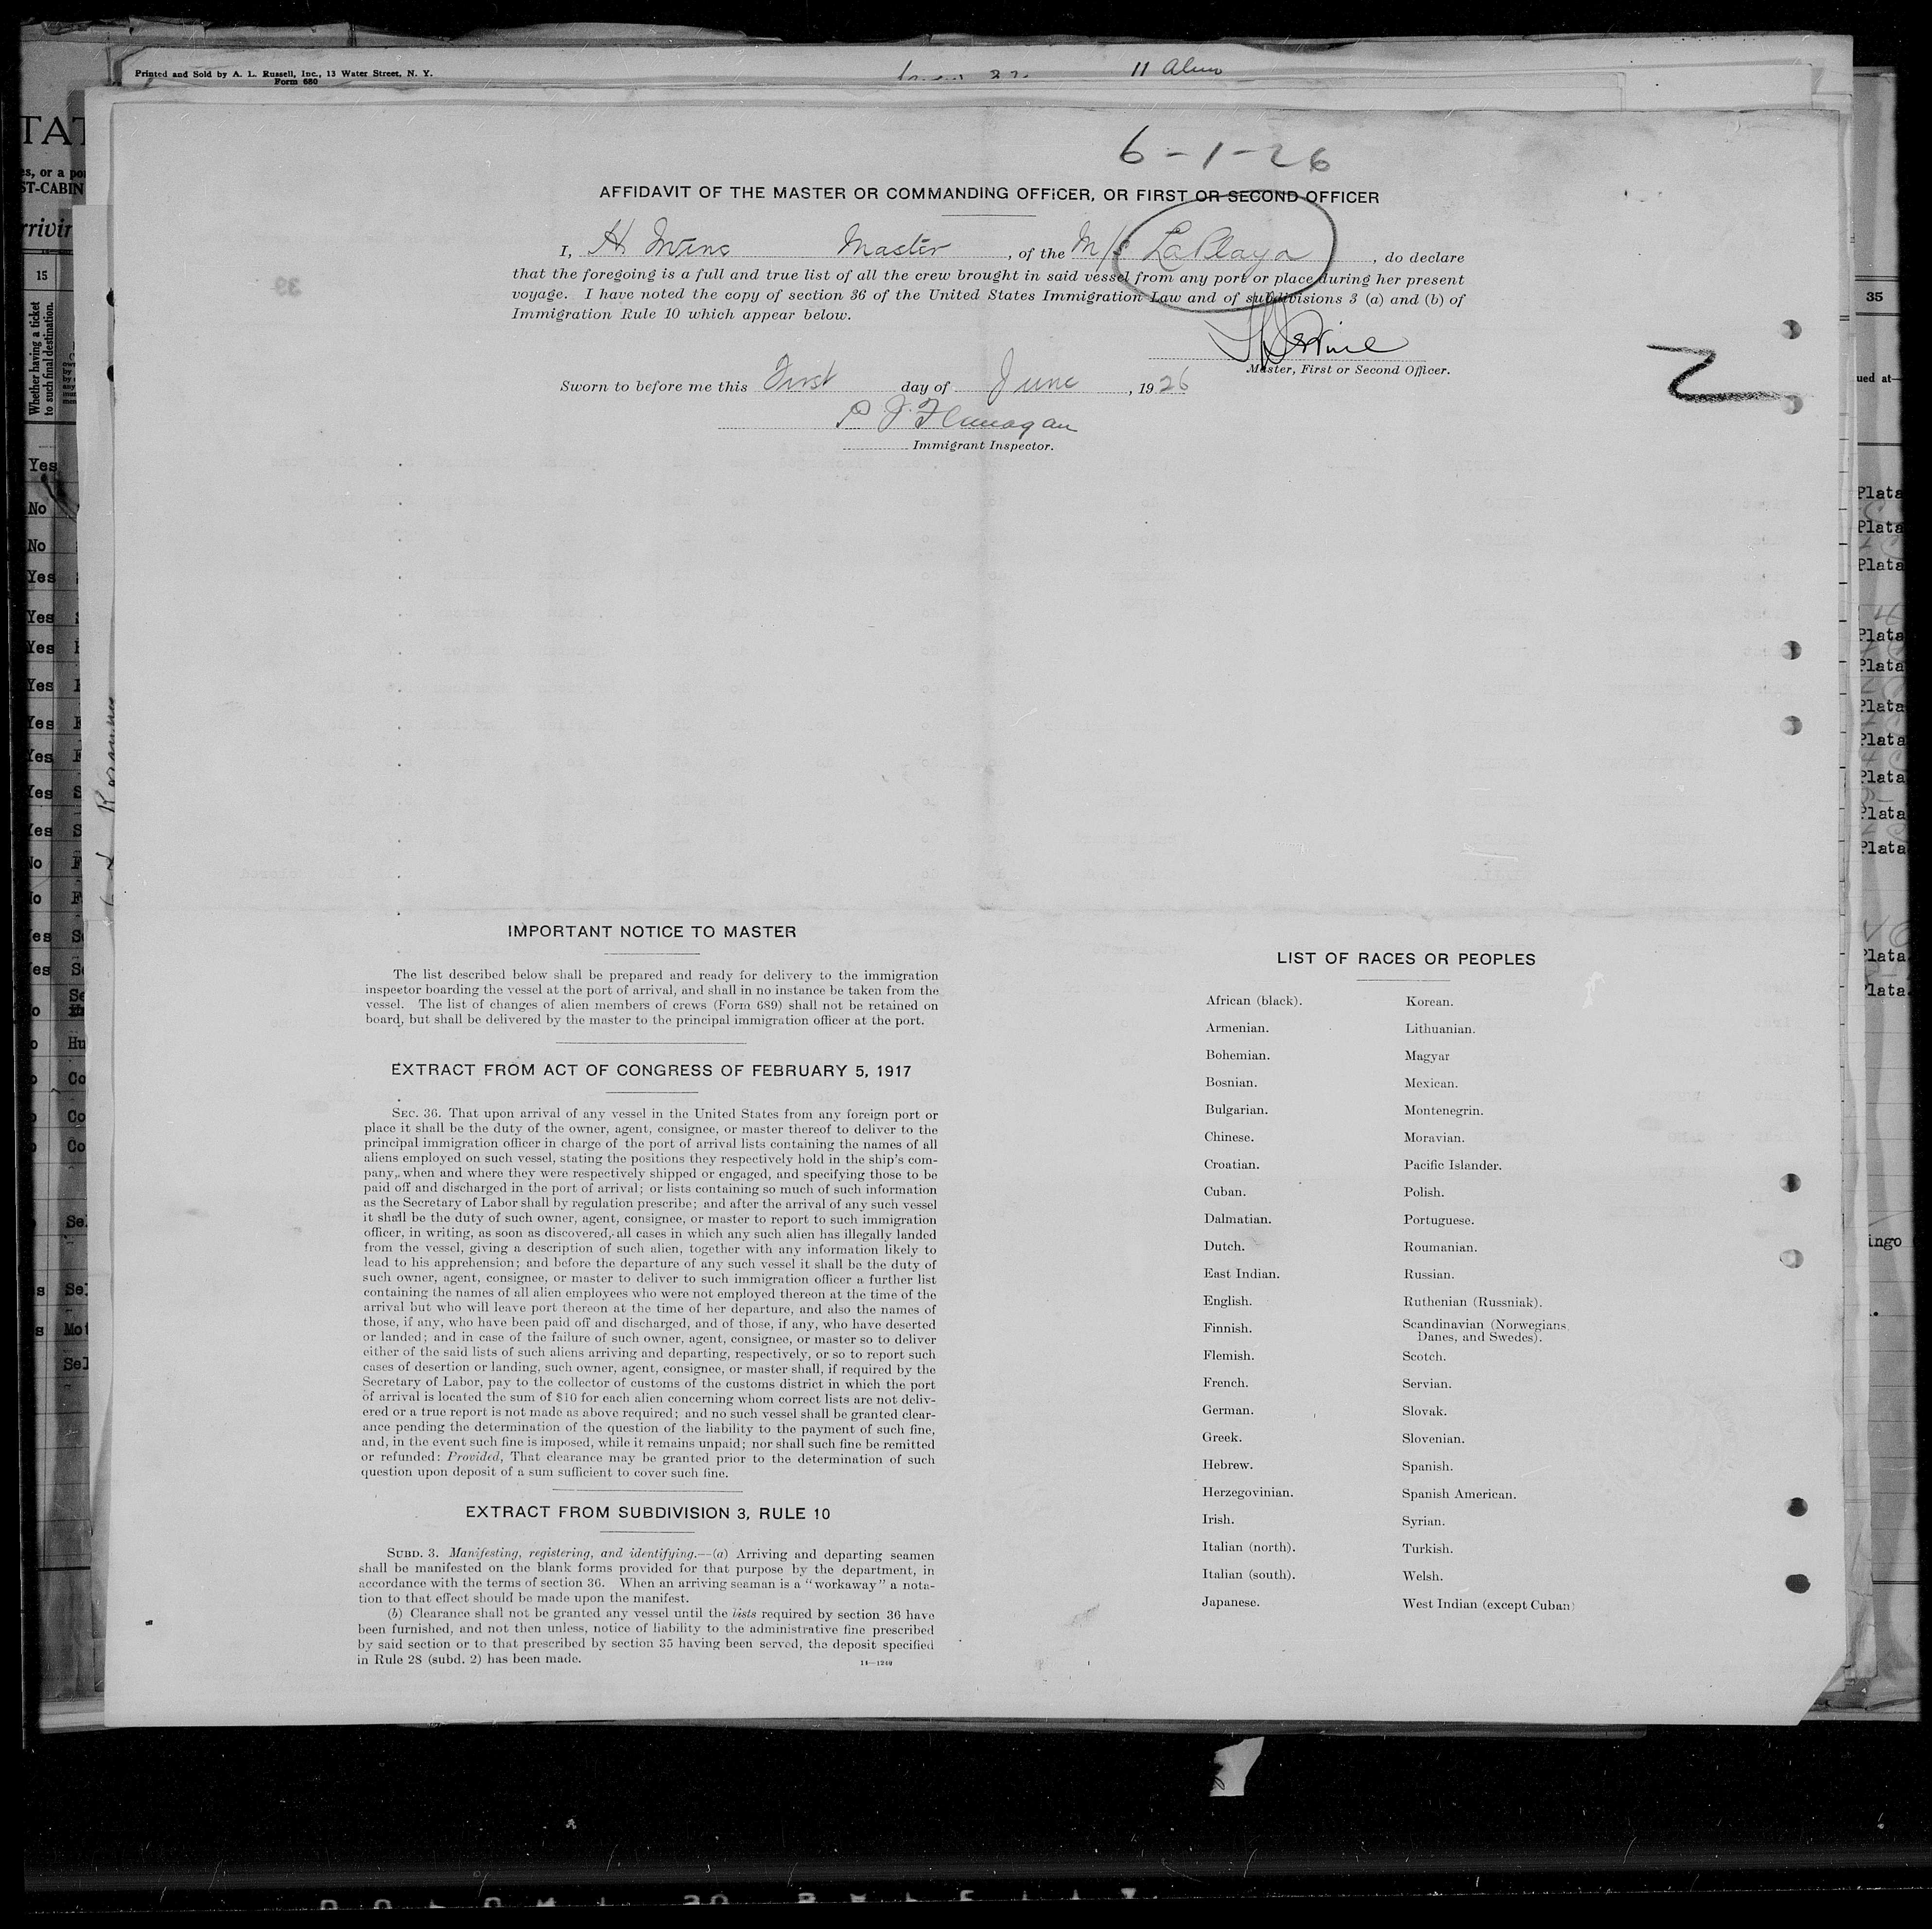 Printed and Sold by A. L. Russell, Inc., 13 Water Street, N. Y.
Form 680
11
6-1-26
AFFIDAVIT OF THE MASTER OR COMMANDING OFFICER, OR FIRST OR SECOND OFFICER
I, H Master, of the M/S La Playa, do declare
that the foregoing is a full and true list of all the crew brought in said vessel from any port or place during her present
voyage. I have noted the copy of section 36 of the United States Immigration Law and of subdivisions 3 (a) and (b) of
Immigration Rule 10 which appear below.
Master, First or Second Officer.
Sworn to before me this First day of June, 1926
P J Flanagan
Immigrant Inspector.
IMPORTANT NOTICE TO MASTER
The list described below shall be prepared and ready for delivery to the immigration
inspector boarding the vessel at the port of arrival, and shall in no instance be taken from the
vessel. The list of changes of alien members of crews (Form 689) shall not be retained on
board, but shall be delivered by the master to the principal immigration officer at the port.
EXTRACT FROM ACT OF CONGRESS OF FEBRUARY 5, 1917
SEC. 36. That upon arrival of any vessel in the United States from any foreign port or
place it shall be the duty of the owner, agent, consignee, or master thereof to deliver to the
principal immigration officer in charge of the port of arrival lists containing the names of all
aliens employed on such vessel, stating the positions they respectively hold in the ship's com-
pany, when and where they were respectively shipped or engaged, and specifying those to be
paid off and discharged in the port of arrival; or lists containing so much of such information
as the Secretary of Labor shall by regulation prescribe; and after the arrival of any such vessel
it shall be the duty of such owner, agent, consignee, or master to report to such immigration
officer, in writing, as soon as discovered, all cases in which any such alien has illegally landed
from the vessel, giving a description of such alien, together with any information likely to
lead to his apprehension; and before the departure of any such vessel it shall be the duty of
such owner, agent, consignee, or master to deliver to such immigration officer a further list
containing the names of all alien employees who were not employed thereon at the time of the
arrival but who will leave port thereon at the time of her departure, and also the names of
those, if any, who have been paid off and discharged, and of those, if any, who have deserted
or landed; and in case of the failure of such owner, agent, consignee, or master so to deliver
either of the said lists of such aliens arriving and departing, respectively, or so to report such
cases of desertion or landing, such owner, agent, consignee, or master shall, if required by the
Secretary of Labor, pay to the collector of customs of the customs district in which the port
of arrival is located the sum of $10 for each alien concerning whom correct lists are not deliv-
ered or a true report is not made as above required; and no such vessel shall be granted clear-
ance pending the determination of the question of the liability to the payment of such fine,
and, in the event such fine is imposed, while it remains unpaid; nor shall such fine be remitted
or refunded: Provided, That clearance may be granted prior to the determination of such
question upon deposit of a sum sufficient to cover such fine.
EXTRACT FROM SUBDIVISION 3, RULE 10
SUBD. 3. Manifesting, registering, and identifying.—(a) Arriving and departing seamen
shall be manifested on the blank forms provided for that purpose by the department, in
accordance with the terms of section 36. When an arriving seaman is a "workaway" a nota-
tion to that effect should be made upon the manifest.
(b) Clearance shall not be granted any vessel until the lists required by section 36 have
been furnished, and not then unless, notice of liability to the administrative fine prescribed
by said section or to that prescribed by section 35 having been served, the deposit specified
in Rule 28 (subd. 2) has been made.
14—1240
LIST OF RACES OR PEOPLES
African (black).
Armenian.
Bohemian.
Bosnian.
Bulgarian.
Chinese.
Croatian.
Cuban.
Dalmatian.
Dutch.
East Indian.
English.
Finnish.
Flemish.
French.
German.
Greek.
Hebrew.
Herzegovinian.
Irish.
Italian (north).
Italian (south).
Japanese.
Korean.
Lithuanian.
Magyar
Mexican.
Montenegrin.
Moravian.
Pacific Islander.
Polish.
Portuguese.
Roumanian.
Russian.
Ruthenian (Russniak).
Scandinavian (Norwegians,
Danes, and Swedes).
Scotch.
Servian.
Slovak.
Slovenian.
Spanish.
Spanish American.
Syrian.
Turkish.
Welsh.
West Indian (except Cuban)